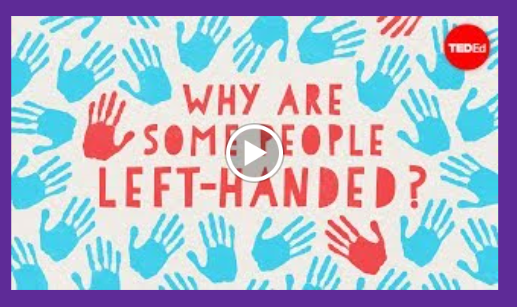 TEDEd
WHY ARE
SOME PEOPLE
LEFT-HANDED?